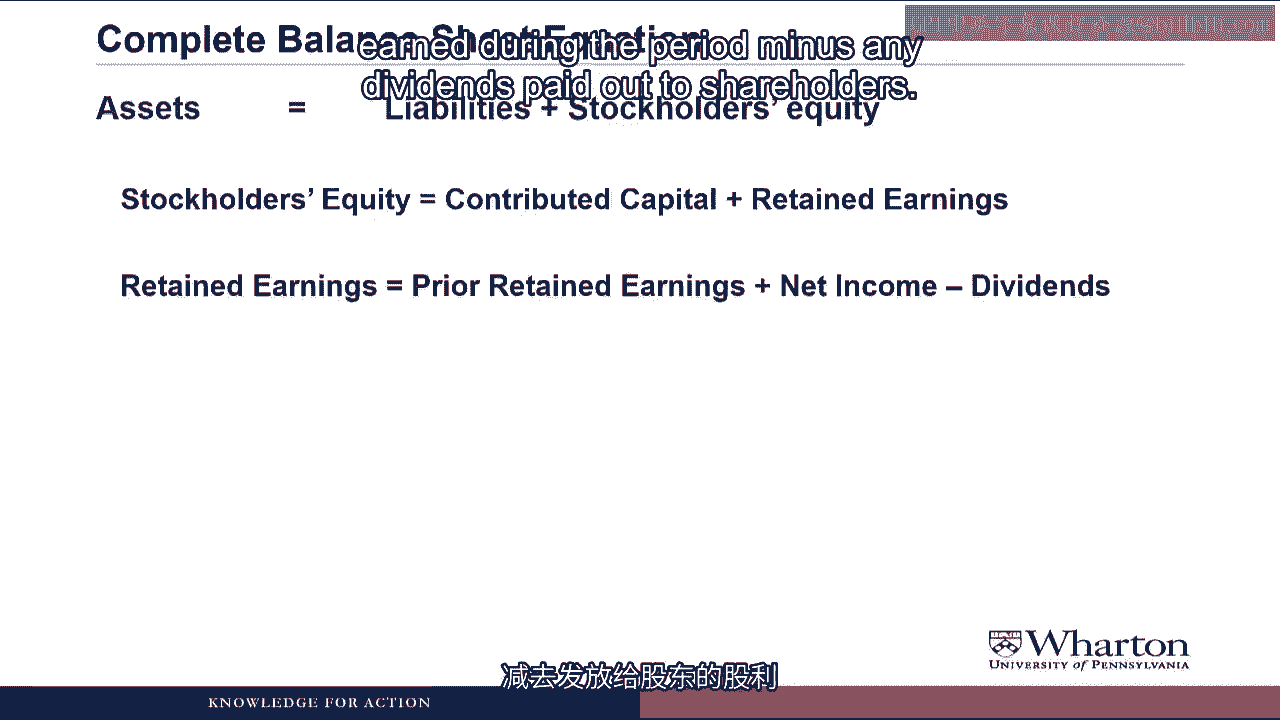 Complete Balance Sheet Equation
earned during the period minus any
dividends paid out to shareholders.
Assets = Liabilities + Stockholders' equity
Stockholders' Equity = Contributed Capital + Retained Earnings
Retained Earnings = Prior Retained Earnings + Net Income – Dividends
Wharton
UNIVERSITY of PENNSYLVANIA
减去发放给股东的股利
KNOWLEDGE FOR ACTION